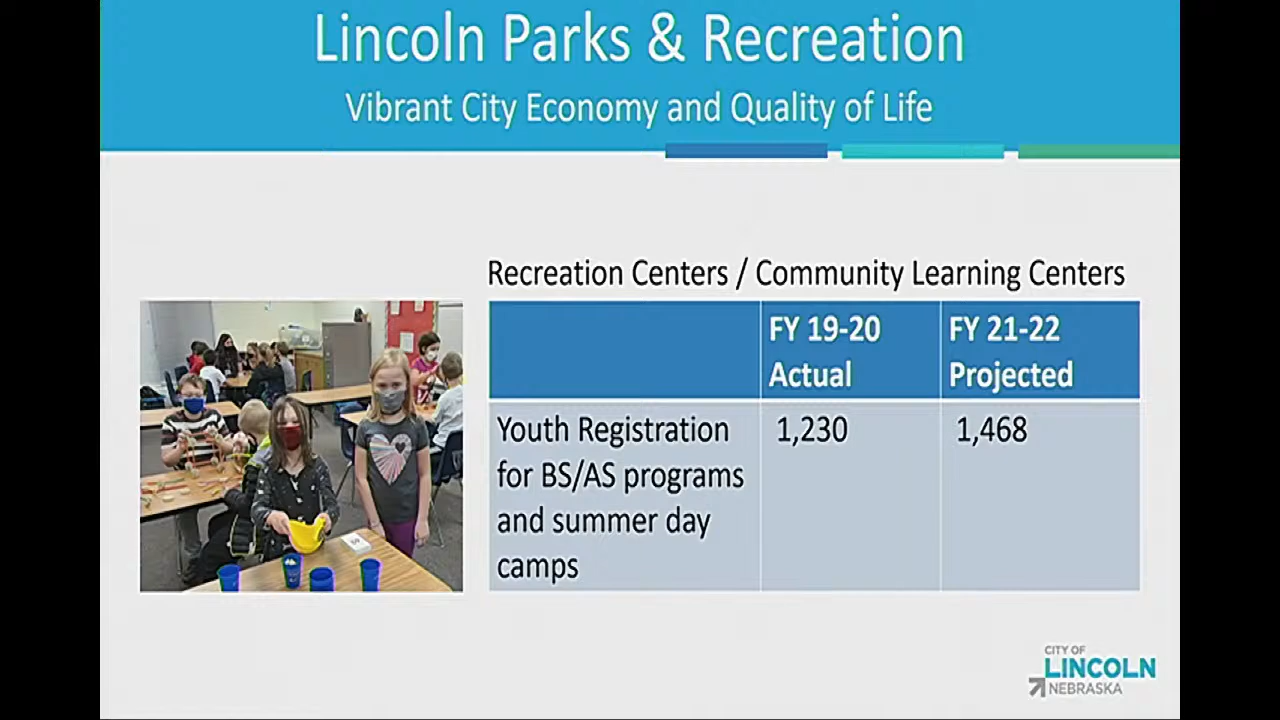 Lincoln Parks & Recreation
Vibrant City Economy and Quality of Life
Recreation Centers / Community Learning Centers
FY 19-20
Actual
FY 21-22
Projected
Youth Registration
for BS/AS programs
and summer day
camps
1,230
1,468
CITY OF
LINCOLN
NEBRASKA